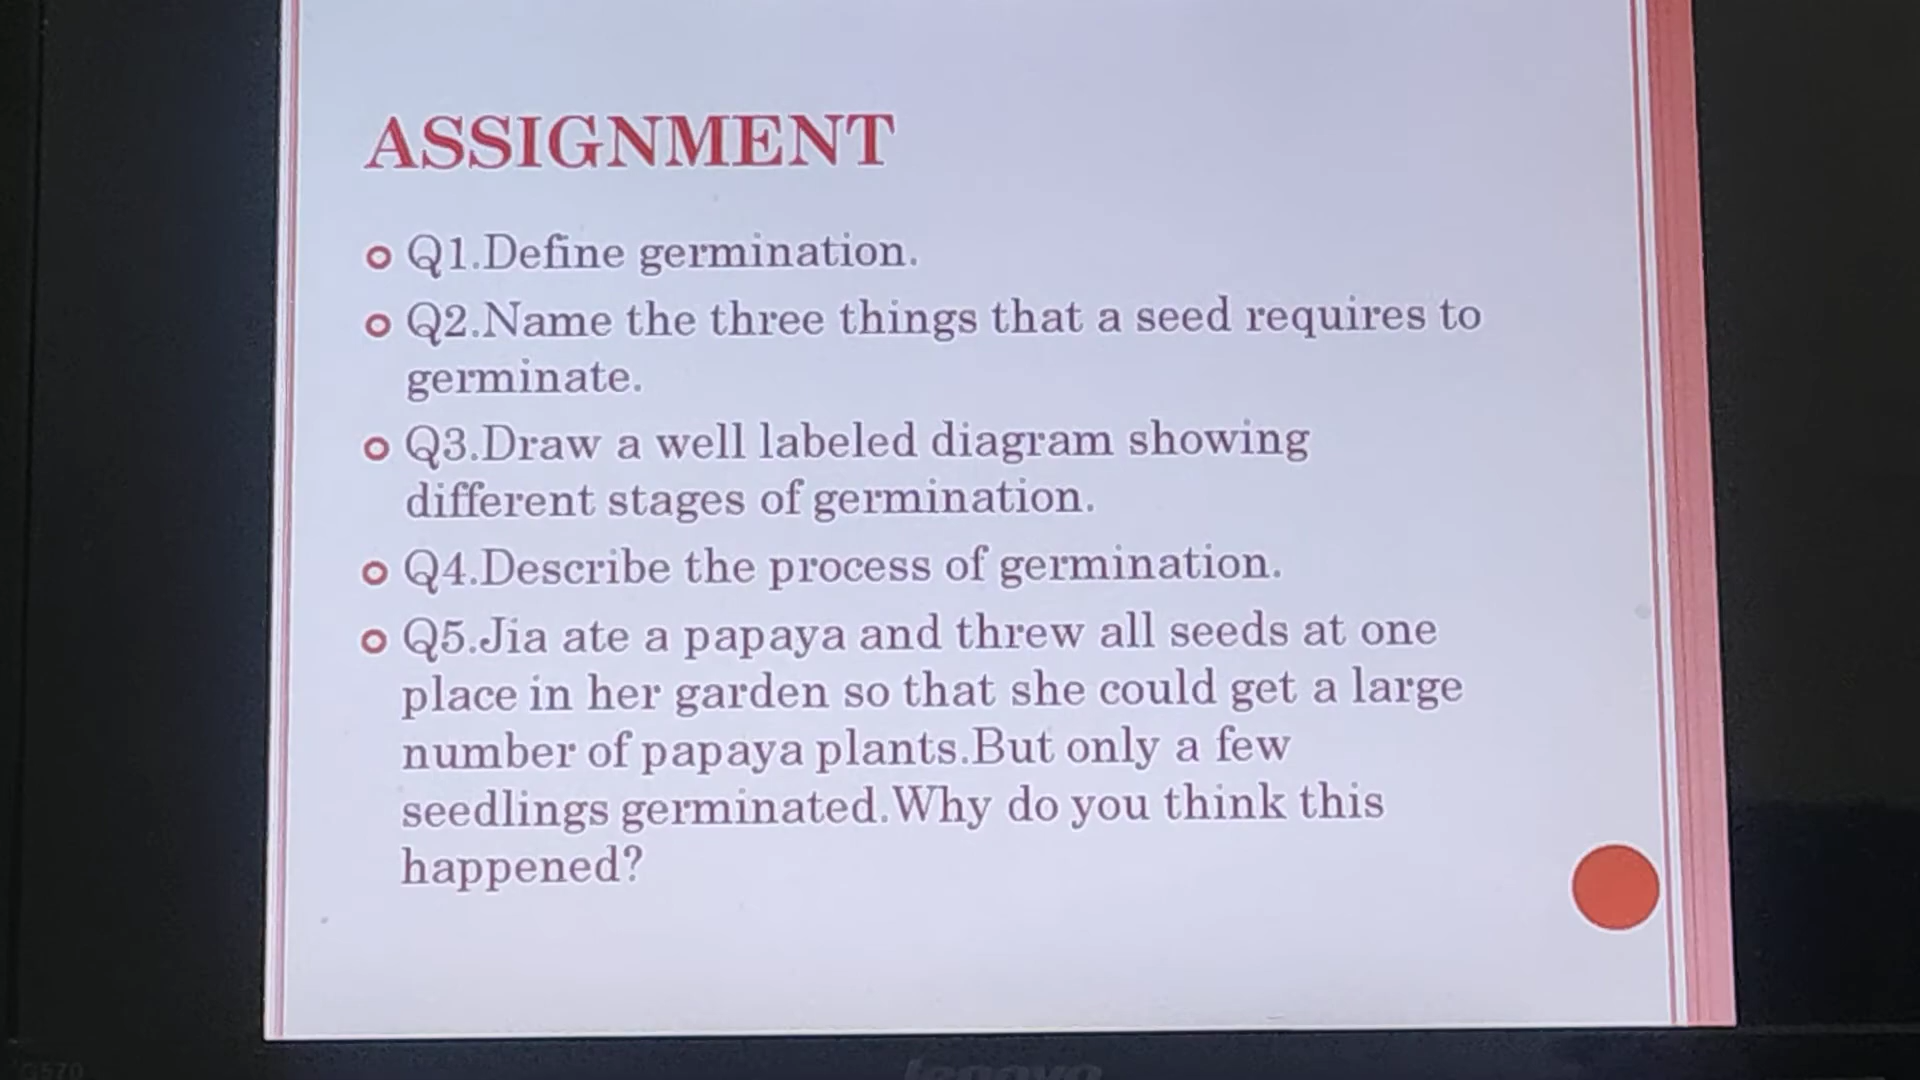 ASSIGNMENT
Q1.Define germination.
Q2.Name the three things that a seed requires to
germinate.
Q3.Draw a well labeled diagram showing
different stages of germination.
Q4.Describe the process of germination.
Q5.Jia ate a papaya and threw all seeds at one
place in her garden so that she could get a large
number of papaya plants.But only a few
seedlings germinated.Why do you think this
happened?
G570
lenovo